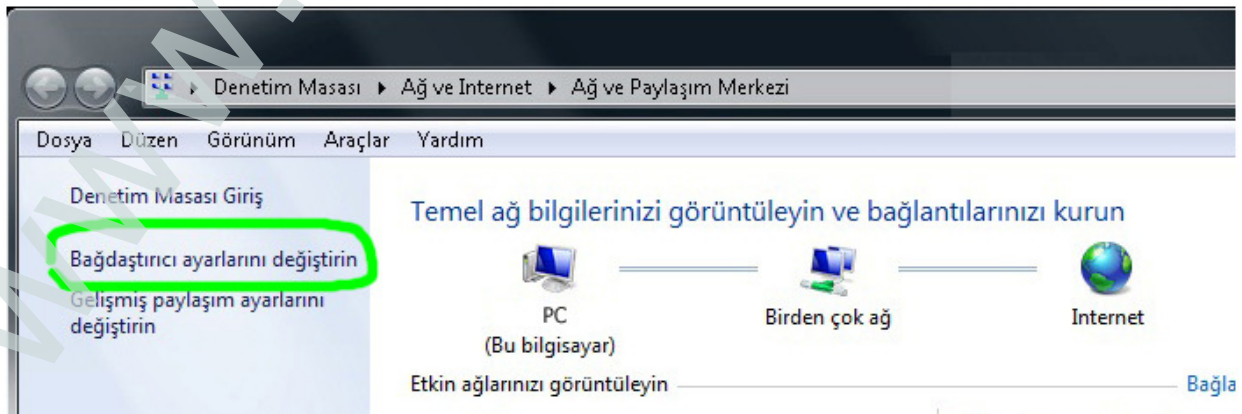 www.
Denetim Masası ▸ Ağ ve Internet ▸ Ağ ve Paylaşım Merkezi
Dosya Düzen Görünüm Araçlar Yardım
Denetim Masası Giriş
Bağdaştırıcı ayarlarını değiştirin
Gelişmiş paylaşım ayarlarını
değiştirin
Temel ağ bilgilerinizi görüntüleyin ve bağlantılarınızı kurun
PC
(Bu bilgisayar)
Birden çok ağ
Internet
Etkin ağlarınızı görüntüleyin